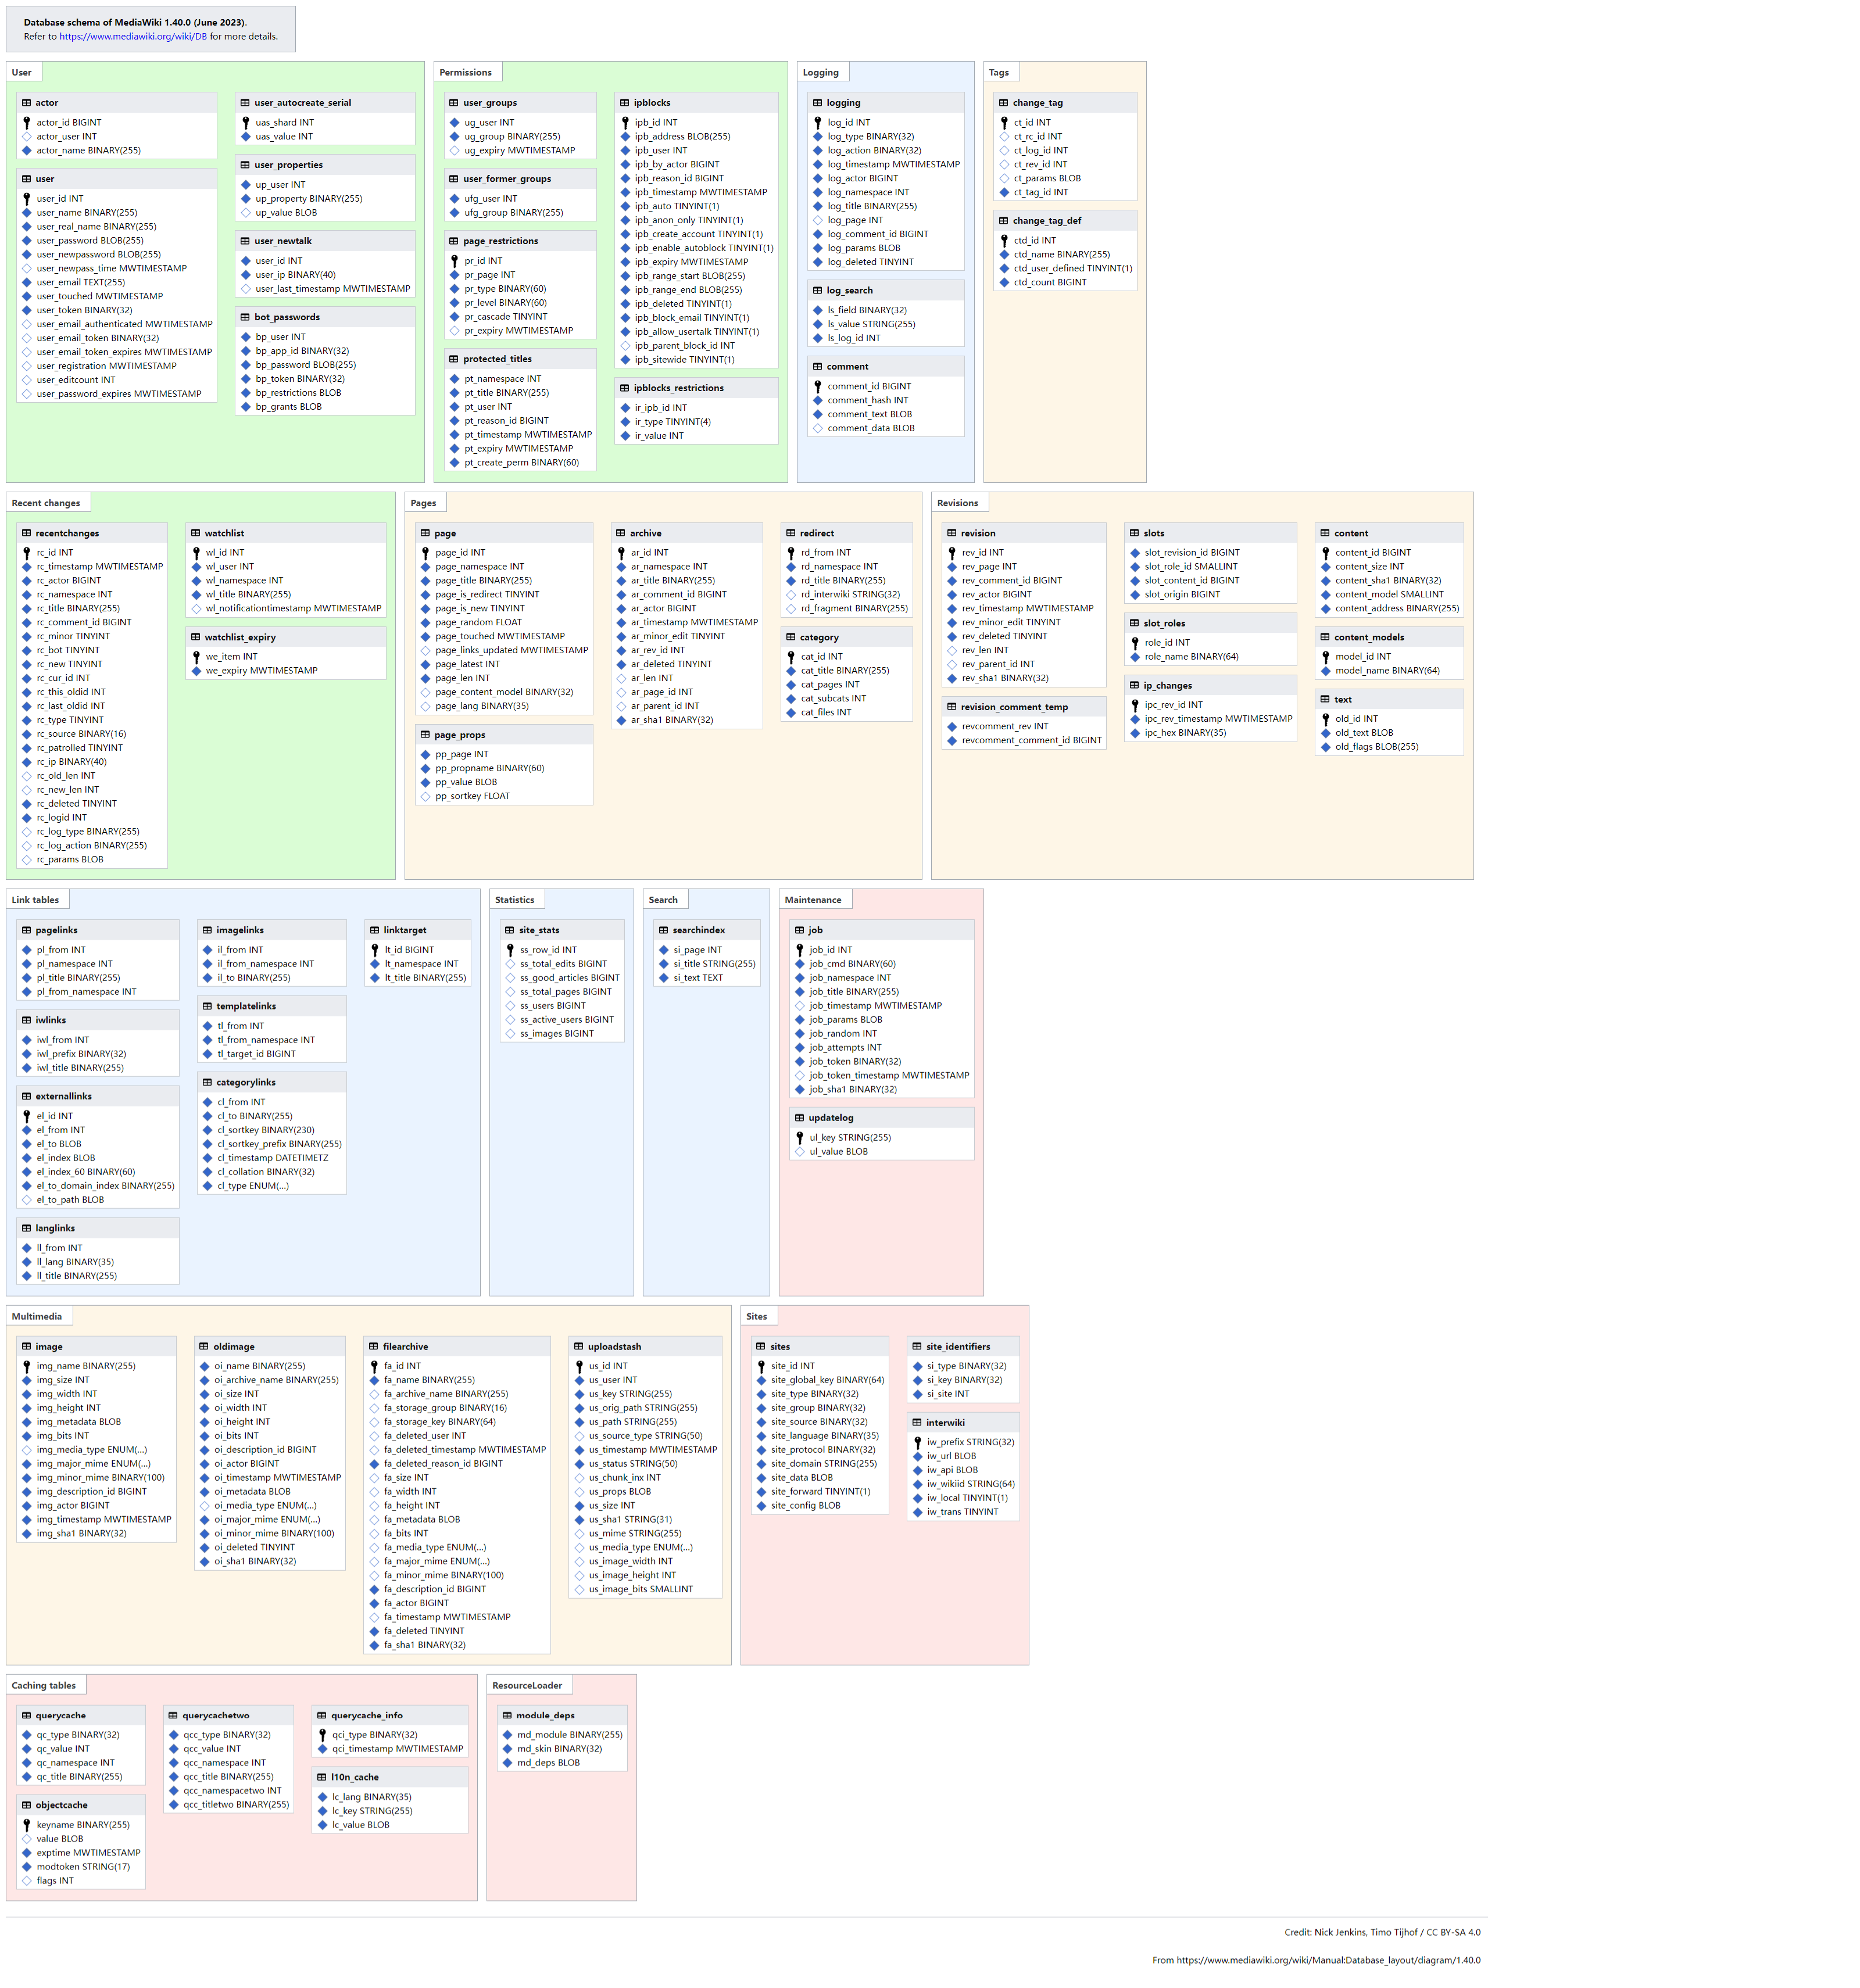 Database schema of MediaWiki 1.40.0 (June 2023).
Refer to https://www.mediawiki.org/wiki/DB for more details.
User
actor
actor_id BIGINT
actor_user INT
actor_name BINARY(255)
user
user_id INT
user_name BINARY(255)
user_real_name BINARY(255)
user_password BLOB(255)
user_newpassword BLOB(255)
user_newpass_time MWTIMESTAMP
user_email TEXT(255)
user_touched MWTIMESTAMP
user_token BINARY(32)
user_email_authenticated MWTIMESTAMP
user_email_token BINARY(32)
user_email_token_expires MWTIMESTAMP
user_registration MWTIMESTAMP
user_editcount INT
user_password_expires MWTIMESTAMP
user_autocreate_serial
uas_shard INT
uas_value INT
user_properties
up_user INT
up_property BINARY(255)
up_value BLOB
user_newtalk
user_id INT
user_ip BINARY(40)
user_last_timestamp MWTIMESTAMP
bot_passwords
bp_user INT
bp_app_id BINARY(32)
bp_password BLOB(255)
bp_token BINARY(32)
bp_restrictions BLOB
bp_grants BLOB
Permissions
user_groups
ug_user INT
ug_group BINARY(255)
ug_expiry MWTIMESTAMP
user_former_groups
ufg_user INT
ufg_group BINARY(255)
page_restrictions
pr_id INT
pr_page INT
pr_type BINARY(60)
pr_level BINARY(60)
pr_cascade TINYINT
pr_expiry MWTIMESTAMP
protected_titles
pt_namespace INT
pt_title BINARY(255)
pt_user INT
pt_reason_id BIGINT
pt_timestamp MWTIMESTAMP
pt_expiry MWTIMESTAMP
pt_create_perm BINARY(60)
ipblocks
ipb_id INT
ipb_address BLOB(255)
ipb_user INT
ipb_by_actor BIGINT
ipb_reason_id BIGINT
ipb_timestamp MWTIMESTAMP
ipb_auto TINYINT(1)
ipb_anon_only TINYINT(1)
ipb_create_account TINYINT(1)
ipb_enable_autoblock TINYINT(1)
ipb_expiry MWTIMESTAMP
ipb_range_start BLOB(255)
ipb_range_end BLOB(255)
ipb_deleted TINYINT(1)
ipb_block_email TINYINT(1)
ipb_allow_usertalk TINYINT(1)
ipb_parent_block_id INT
ipb_sitewide TINYINT(1)
ipblocks_restrictions
ir_ipb_id INT
ir_type TINYINT(4)
ir_value INT
Logging
logging
log_id INT
log_type BINARY(32)
log_action BINARY(32)
log_timestamp MWTIMESTAMP
log_actor BIGINT
log_namespace INT
log_title BINARY(255)
log_page INT
log_comment_id BIGINT
log_params BLOB
log_deleted TINYINT
log_search
ls_field BINARY(32)
ls_value STRING(255)
ls_log_id INT
comment
comment_id BIGINT
comment_hash INT
comment_text BLOB
comment_data BLOB
Tags
change_tag
ct_id INT
ct_rc_id INT
ct_log_id INT
ct_rev_id INT
ct_params BLOB
ct_tag_id INT
change_tag_def
ctd_id INT
ctd_name BINARY(255)
ctd_user_defined TINYINT(1)
ctd_count BIGINT
Recent changes
recentchanges
rc_id INT
rc_timestamp MWTIMESTAMP
rc_actor BIGINT
rc_namespace INT
rc_title BINARY(255)
rc_comment_id BIGINT
rc_minor TINYINT
rc_bot TINYINT
rc_new TINYINT
rc_cur_id INT
rc_this_oldid INT
rc_last_oldid INT
rc_type TINYINT
rc_source BINARY(16)
rc_patrolled TINYINT
rc_ip BINARY(40)
rc_old_len INT
rc_new_len INT
rc_deleted TINYINT
rc_logid INT
rc_log_type BINARY(255)
rc_log_action BINARY(255)
rc_params BLOB
watchlist
wl_id INT
wl_user INT
wl_namespace INT
wl_title BINARY(255)
wl_notificationtimestamp MWTIMESTAMP
watchlist_expiry
we_item INT
we_expiry MWTIMESTAMP
Pages
page
page_id INT
page_namespace INT
page_title BINARY(255)
page_is_redirect TINYINT
page_is_new TINYINT
page_random FLOAT
page_touched MWTIMESTAMP
page_links_updated MWTIMESTAMP
page_latest INT
page_len INT
page_content_model BINARY(32)
page_lang BINARY(35)
page_props
pp_page INT
pp_propname BINARY(60)
pp_value BLOB
pp_sortkey FLOAT
archive
ar_id INT
ar_namespace INT
ar_title BINARY(255)
ar_comment_id BIGINT
ar_actor BIGINT
ar_timestamp MWTIMESTAMP
ar_minor_edit TINYINT
ar_rev_id INT
ar_deleted TINYINT
ar_len INT
ar_page_id INT
ar_parent_id INT
ar_sha1 BINARY(32)
redirect
rd_from INT
rd_namespace INT
rd_title BINARY(255)
rd_interwiki STRING(32)
rd_fragment BINARY(255)
category
cat_id INT
cat_title BINARY(255)
cat_pages INT
cat_subcats INT
cat_files INT
Revisions
revision
rev_id INT
rev_page INT
rev_comment_id BIGINT
rev_actor BIGINT
rev_timestamp MWTIMESTAMP
rev_minor_edit TINYINT
rev_deleted TINYINT
rev_len INT
rev_parent_id INT
rev_sha1 BINARY(32)
revision_comment_temp
revcomment_rev INT
revcomment_comment_id BIGINT
slots
slot_revision_id BIGINT
slot_role_id SMALLINT
slot_content_id BIGINT
slot_origin BIGINT
slot_roles
role_id INT
role_name BINARY(64)
ip_changes
ipc_rev_id INT
ipc_rev_timestamp MWTIMESTAMP
ipc_hex BINARY(35)
content
content_id BIGINT
content_size INT
content_sha1 BINARY(32)
content_model SMALLINT
content_address BINARY(255)
content_models
model_id INT
model_name BINARY(64)
text
old_id INT
old_text BLOB
old_flags BLOB(255)
Link tables
pagelinks
pl_from INT
pl_namespace INT
pl_title BINARY(255)
pl_from_namespace INT
iwlinks
iwl_from INT
iwl_prefix BINARY(32)
iwl_title BINARY(255)
externallinks
el_id INT
el_from INT
el_to BLOB
el_index BLOB
el_index_60 BINARY(60)
el_to_domain_index BINARY(255)
el_to_path BLOB
langlinks
ll_from INT
ll_lang BINARY(35)
ll_title BINARY(255)
imagelinks
il_from INT
il_from_namespace INT
il_to BINARY(255)
templatelinks
tl_from INT
tl_from_namespace INT
tl_target_id BIGINT
categorylinks
cl_from INT
cl_to BINARY(255)
cl_sortkey BINARY(230)
cl_sortkey_prefix BINARY(255)
cl_timestamp DATETIMETZ
cl_collation BINARY(32)
cl_type ENUM(...)
linktarget
lt_id BIGINT
lt_namespace INT
lt_title BINARY(255)
Statistics
site_stats
ss_row_id INT
ss_total_edits BIGINT
ss_good_articles BIGINT
ss_total_pages BIGINT
ss_users BIGINT
ss_active_users BIGINT
ss_images BIGINT
Search
searchindex
si_page INT
si_title STRING(255)
si_text TEXT
Maintenance
job
job_id INT
job_cmd BINARY(60)
job_namespace INT
job_title BINARY(255)
job_timestamp MWTIMESTAMP
job_params BLOB
job_random INT
job_attempts INT
job_token BINARY(32)
job_token_timestamp MWTIMESTAMP
job_sha1 BINARY(32)
updatelog
ul_key STRING(255)
ul_value BLOB
Multimedia
image
img_name BINARY(255)
img_size INT
img_width INT
img_height INT
img_metadata BLOB
img_bits INT
img_media_type ENUM(...)
img_major_mime ENUM(...)
img_minor_mime BINARY(100)
img_description_id BIGINT
img_actor BIGINT
img_timestamp MWTIMESTAMP
img_sha1 BINARY(32)
oldimage
oi_name BINARY(255)
oi_archive_name BINARY(255)
oi_size INT
oi_width INT
oi_height INT
oi_bits INT
oi_description_id BIGINT
oi_actor BIGINT
oi_timestamp MWTIMESTAMP
oi_metadata BLOB
oi_media_type ENUM(...)
oi_major_mime ENUM(...)
oi_minor_mime BINARY(100)
oi_deleted TINYINT
oi_sha1 BINARY(32)
filearchive
fa_id INT
fa_name BINARY(255)
fa_archive_name BINARY(255)
fa_storage_group BINARY(16)
fa_storage_key BINARY(64)
fa_deleted_user INT
fa_deleted_timestamp MWTIMESTAMP
fa_deleted_reason_id BIGINT
fa_size INT
fa_width INT
fa_height INT
fa_metadata BLOB
fa_bits INT
fa_media_type ENUM(...)
fa_major_mime ENUM(...)
fa_minor_mime BINARY(100)
fa_description_id BIGINT
fa_actor BIGINT
fa_timestamp MWTIMESTAMP
fa_deleted TINYINT
fa_sha1 BINARY(32)
uploadstash
us_id INT
us_user INT
us_key STRING(255)
us_orig_path STRING(255)
us_path STRING(255)
us_source_type STRING(50)
us_timestamp MWTIMESTAMP
us_status STRING(50)
us_chunk_inx INT
us_props BLOB
us_size INT
us_sha1 STRING(31)
us_mime STRING(255)
us_media_type ENUM(...)
us_image_width INT
us_image_height INT
us_image_bits SMALLINT
Sites
sites
site_id INT
site_global_key BINARY(64)
site_type BINARY(32)
site_group BINARY(32)
site_source BINARY(32)
site_language BINARY(35)
site_protocol BINARY(32)
site_domain STRING(255)
site_data BLOB
site_forward TINYINT(1)
site_config BLOB
site_identifiers
si_type BINARY(32)
si_key BINARY(32)
si_site INT
interwiki
iw_prefix STRING(32)
iw_url BLOB
iw_api BLOB
iw_wikiid STRING(64)
iw_local TINYINT(1)
iw_trans TINYINT
Caching tables
querycache
qc_type BINARY(32)
qc_value INT
qc_namespace INT
qc_title BINARY(255)
objectcache
keyname BINARY(255)
value BLOB
exptime MWTIMESTAMP
modtoken STRING(17)
flags INT
querycachetwo
qcc_type BINARY(32)
qcc_value INT
qcc_namespace INT
qcc_title BINARY(255)
qcc_namespacetwo INT
qcc_titletwo BINARY(255)
querycache_info
qci_type BINARY(32)
qci_timestamp MWTIMESTAMP
l10n_cache
lc_lang BINARY(35)
lc_key STRING(255)
lc_value BLOB
ResourceLoader
module_deps
md_module BINARY(255)
md_skin BINARY(32)
md_deps BLOB
Credit: Nick Jenkins, Timo Tijhof / CC BY-SA 4.0
From https://www.mediawiki.org/wiki/Manual:Database_layout/diagram/1.40.0